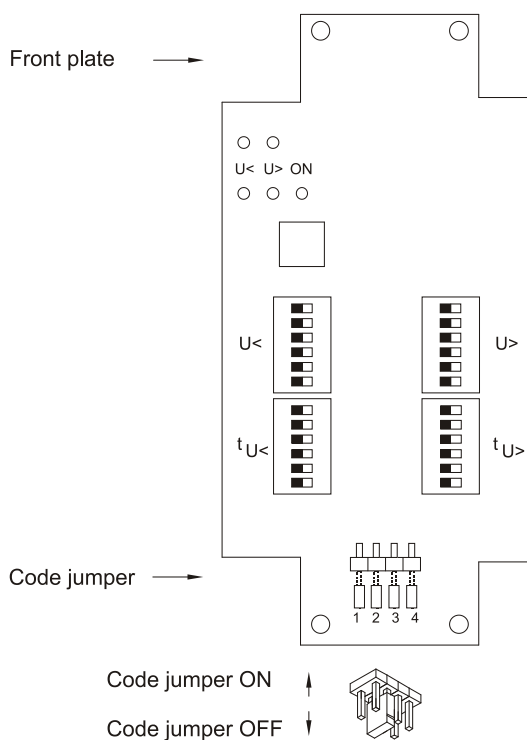 Front plate
U< U> ON
U< U>
tU< tU>
Code jumper
1 2 3 4
Code jumper ON
Code jumper OFF